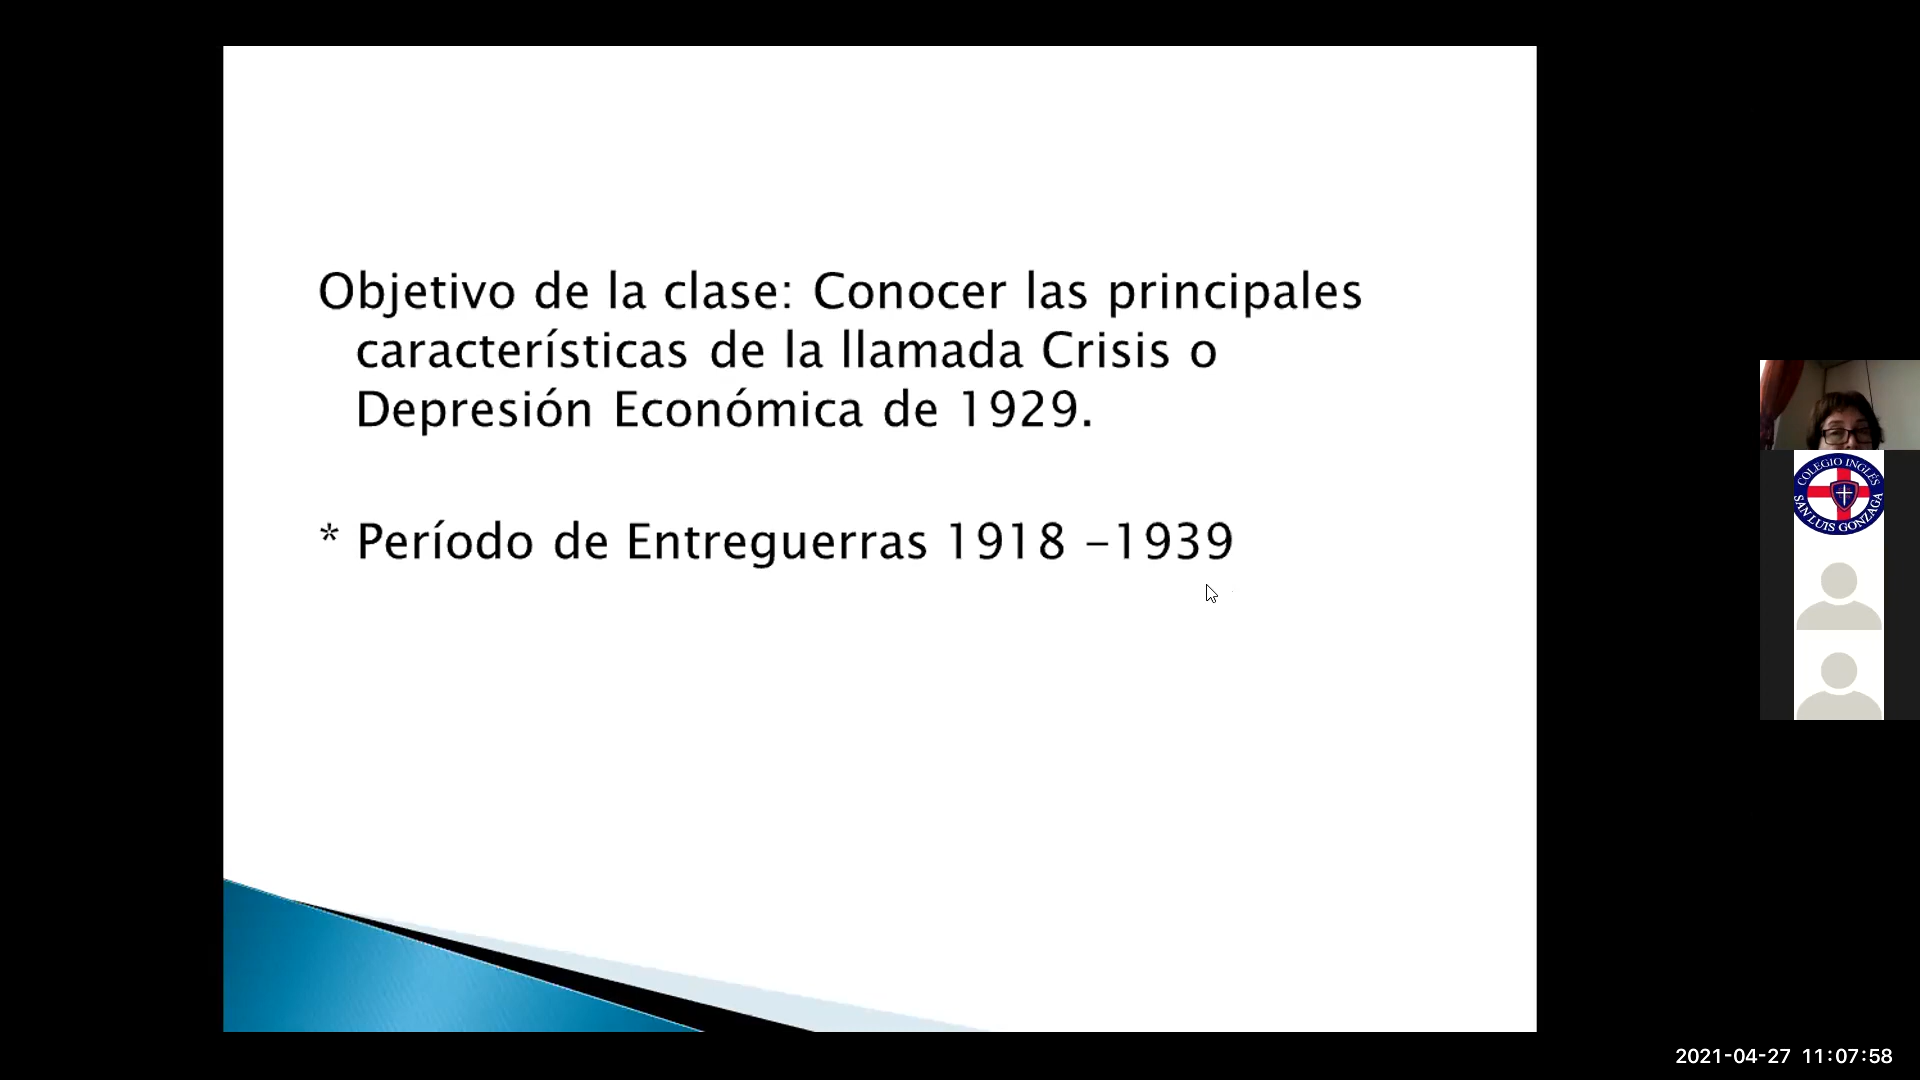 Objetivo de la clase: Conocer las principales
características de la llamada Crisis o
Depresión Económica de 1929.
* Período de Entreguerras 1918 -1939
COLEGIO INGLÉS
SAN LUIS GONZAGA
2021-04-27 11:07:58